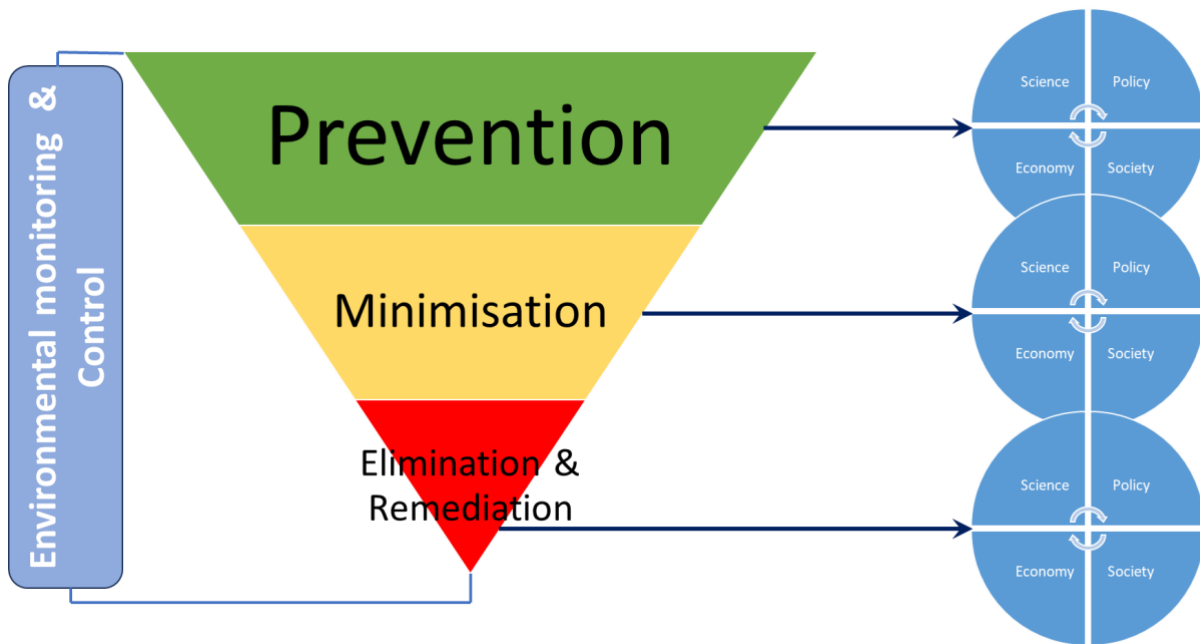 Environmental monitoring &
Control
Prevention
Minimisation
Elimination &
Remediation
Science
Policy
Economy
Society
Science
Policy
Economy
Society
Science
Policy
Economy
Society